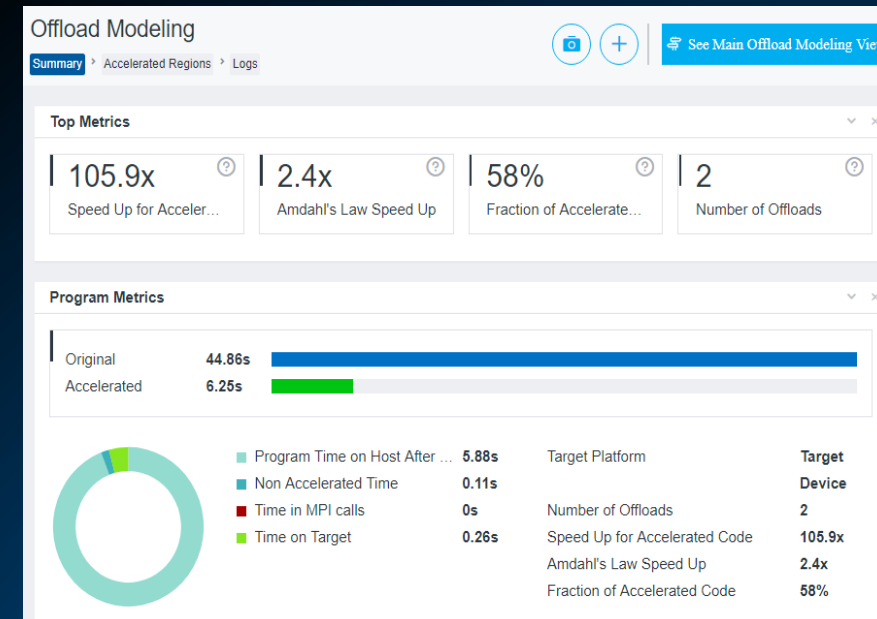 Offload Modeling
Summary > Accelerated Regions > Logs
See Main Offload Modeling Vie
Top Metrics
105.9x
Speed Up for Acceler...
2.4x
Amdahl's Law Speed Up
58%
Fraction of Accelerate...
2
Number of Offloads
Program Metrics
Original 44.86s
Accelerated 6.25s
Program Time on Host After ... 5.88s
Non Accelerated Time 0.11s
Time in MPI calls 0s
Time on Target 0.26s
Target Platform Target Device
Number of Offloads 2
Speed Up for Accelerated Code 105.9x
Amdahl's Law Speed Up 2.4x
Fraction of Accelerated Code 58%